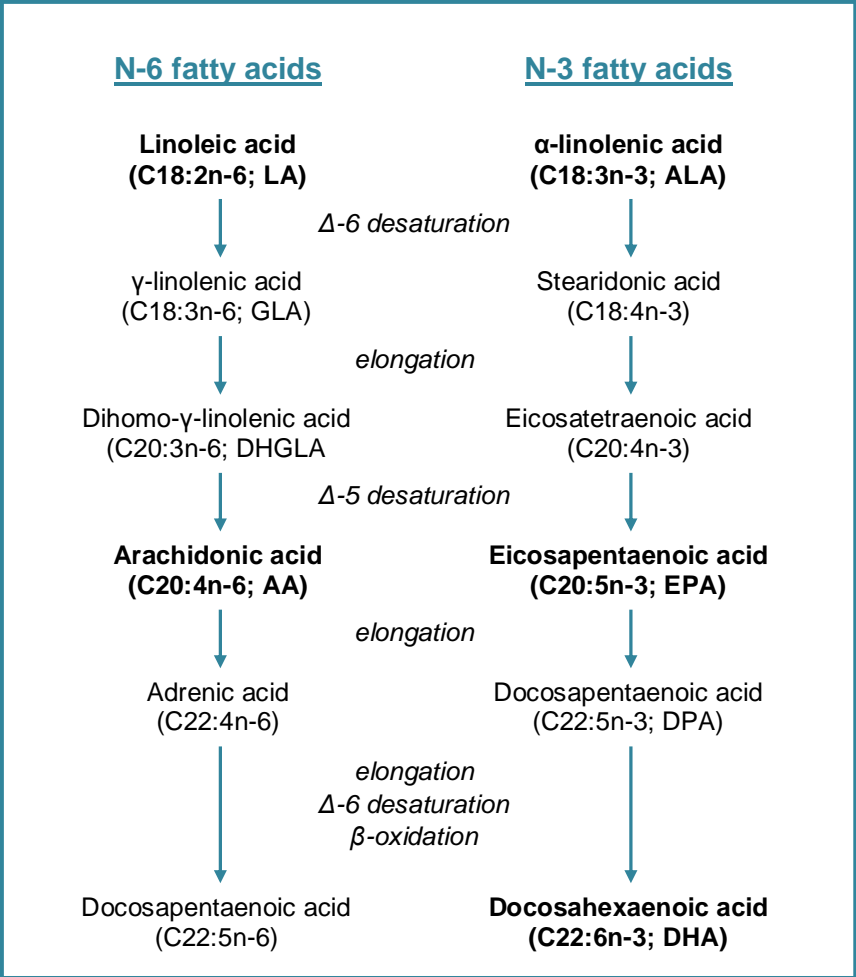 N-6 fatty acids
N-3 fatty acids
Linoleic acid
(C18:2n-6; LA)
α-linolenic acid
(C18:3n-3; ALA)
Δ-6 desaturation
γ-linolenic acid
(C18:3n-6; GLA)
Stearidonic acid
(C18:4n-3)
elongation
Dihomo-γ-linolenic acid
(C20:3n-6; DHGLA
Eicosatetraenoic acid
(C20:4n-3)
Δ-5 desaturation
Arachidonic acid
(C20:4n-6; AA)
Eicosapentaenoic acid
(C20:5n-3; EPA)
elongation
Adrenic acid
(C22:4n-6)
Docosapentaenoic acid
(C22:5n-3; DPA)
elongation
Δ-6 desaturation
β-oxidation
Docosapentaenoic acid
(C22:5n-6)
Docosahexaenoic acid
(C22:6n-3; DHA)